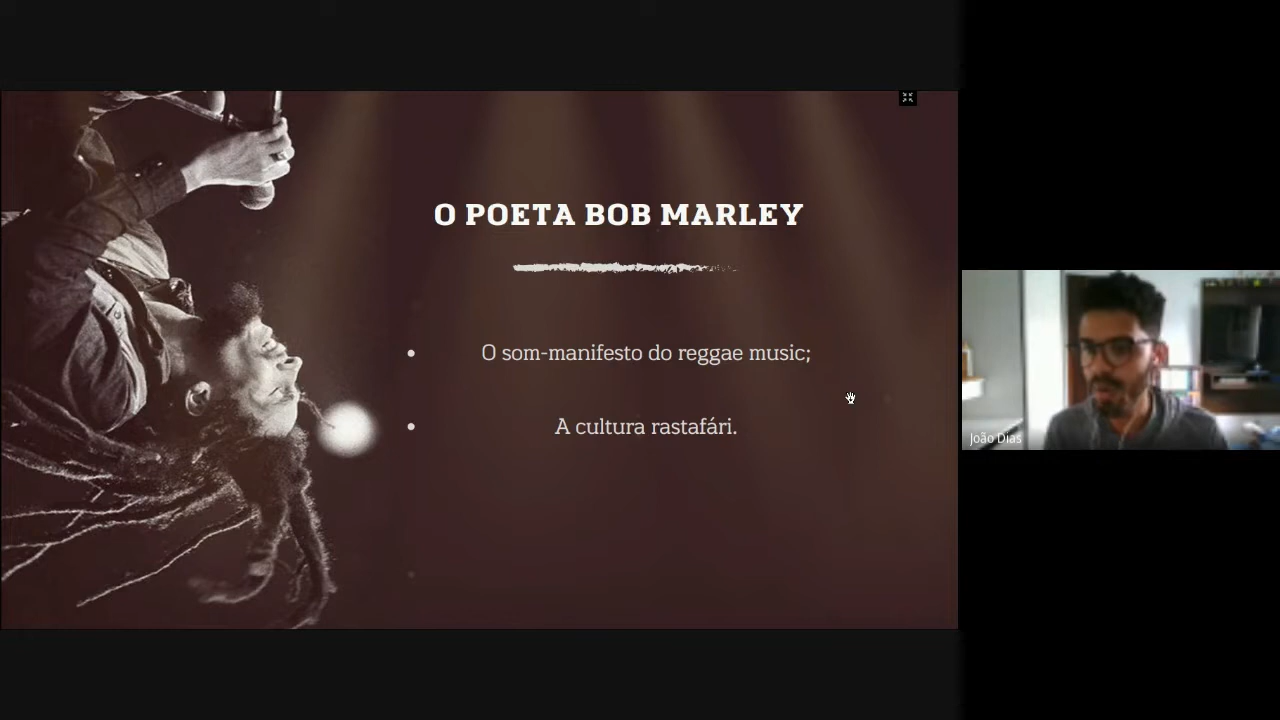 O POETA BOB MARLEY
• O som-manifesto do reggae music;
• A cultura rastafári.
João Dias